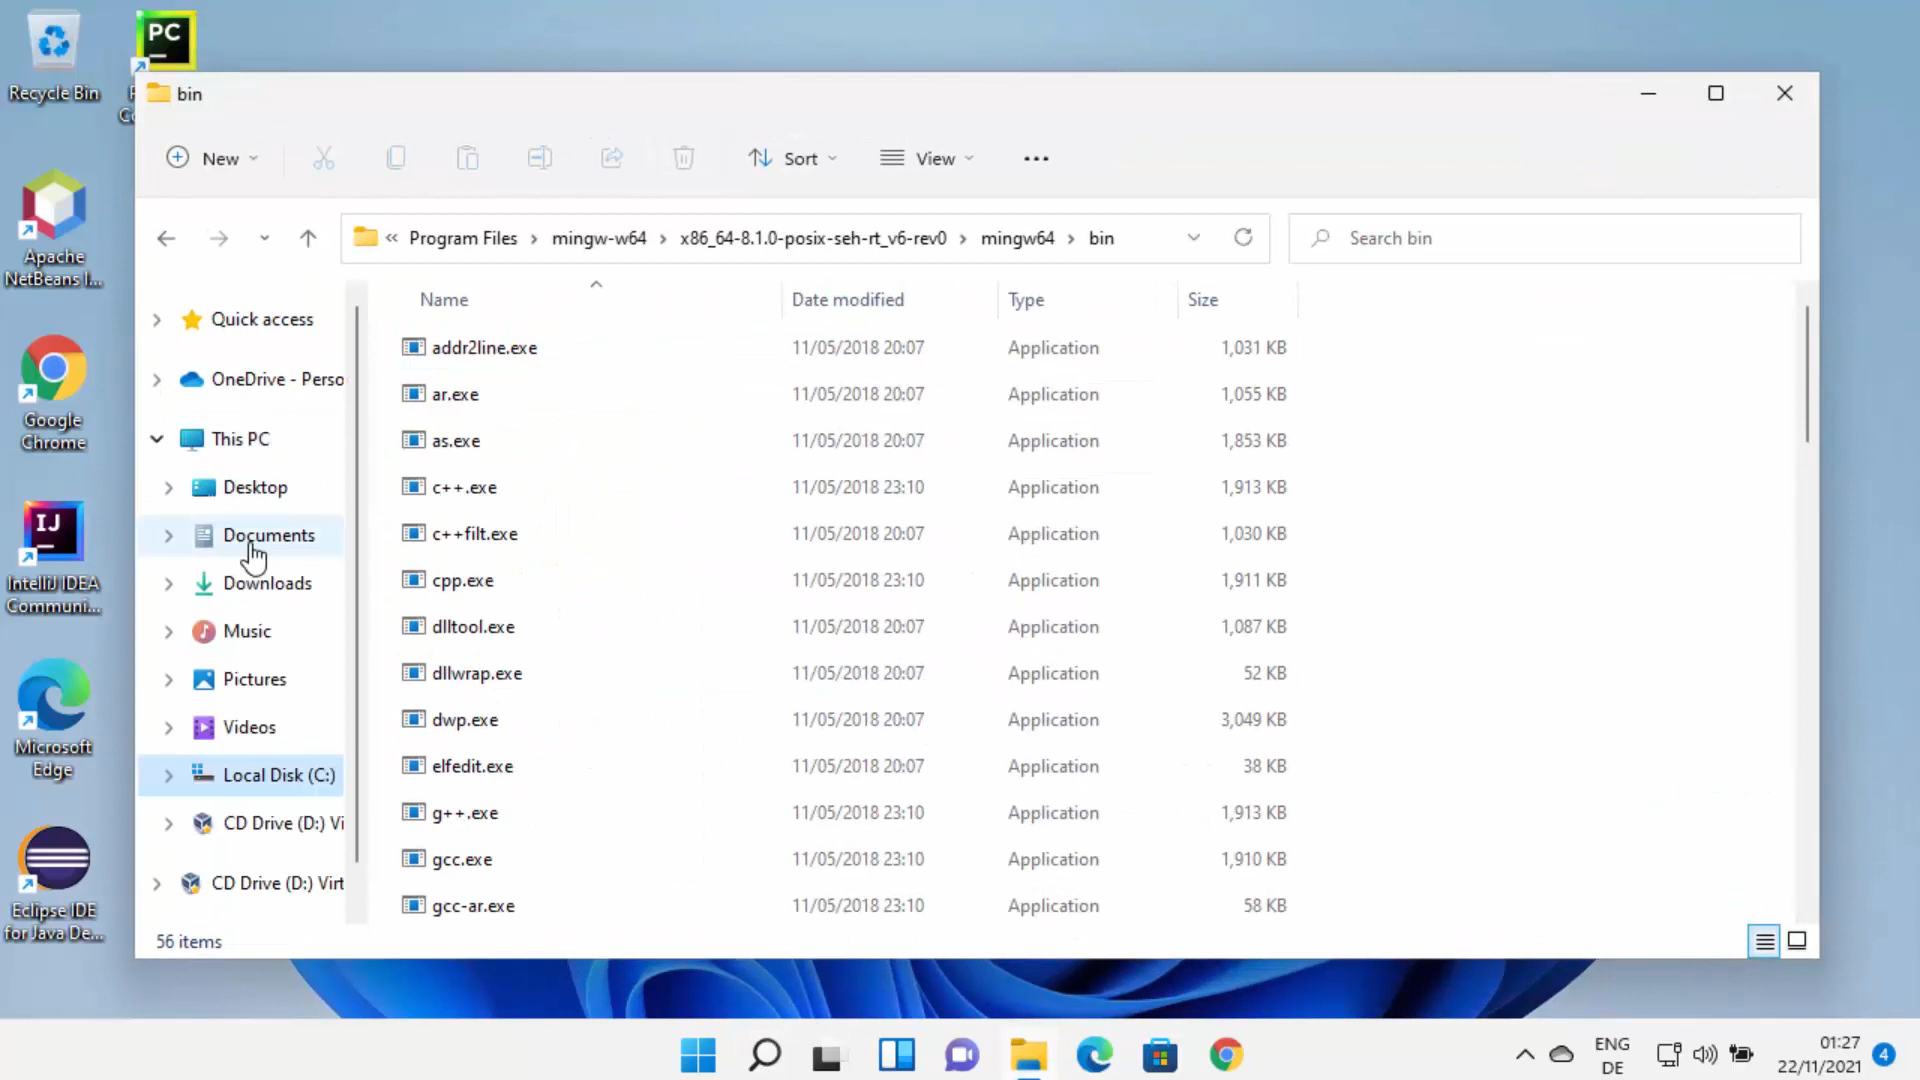 PC
Recycle Bin
bin
New
Sort
View
Program Files
mingw-w64
x86_64-8.1.0-posix-seh-rt_v6-rev0
mingw64
bin
Search bin
Apache
NetBeans I...
Google
Chrome
IJ
IntelliJ IDEA
Communi...
Microsoft
Edge
Eclipse IDE
for Java De...
Quick access
OneDrive - Perso
This PC
Desktop
Documents
Downloads
Music
Pictures
Videos
Local Disk (C:)
CD Drive (D:) Vi
CD Drive (D:) Virt
Name Date modified Type Size
addr2line.exe 11/05/2018 20:07 Application 1,031 KB
ar.exe 11/05/2018 20:07 Application 1,055 KB
as.exe 11/05/2018 20:07 Application 1,853 KB
c++.exe 11/05/2018 23:10 Application 1,913 KB
c++filt.exe 11/05/2018 20:07 Application 1,030 KB
cpp.exe 11/05/2018 23:10 Application 1,911 KB
dlltool.exe 11/05/2018 20:07 Application 1,087 KB
dllwrap.exe 11/05/2018 20:07 Application 52 KB
dwp.exe 11/05/2018 20:07 Application 3,049 KB
elfedit.exe 11/05/2018 20:07 Application 38 KB
g++.exe 11/05/2018 23:10 Application 1,913 KB
gcc.exe 11/05/2018 23:10 Application 1,910 KB
gcc-ar.exe 11/05/2018 23:10 Application 58 KB
56 items
ENG
DE
01:27
22/11/2021
4